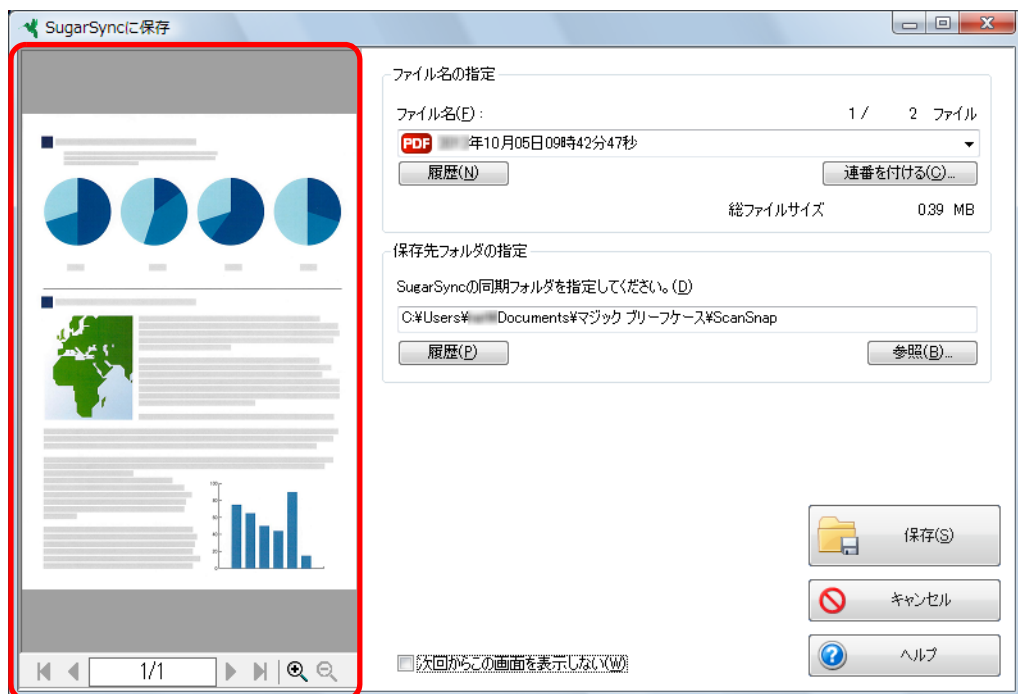 SugarSyncに保存
ファイル名の指定
ファイル名(F):
1 / 2 ファイル
PDF 年10月05日09時42分47秒
履歴(N)
連番を付ける(C)...
総ファイルサイズ 0.39 MB
保存先フォルダの指定
SugarSyncの同期フォルダを指定してください。(D)
C:¥Users¥ Documents¥マジック ブリーフケース¥ScanSnap
履歴(P)
参照(B)...
保存(S)
キャンセル
次回からこの画面を表示しない(W)
ヘルプ
1/1